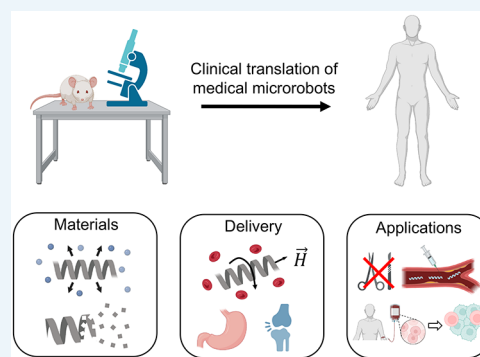 Clinical translation of
medical microrobots
Materials
Delivery
Applications
H